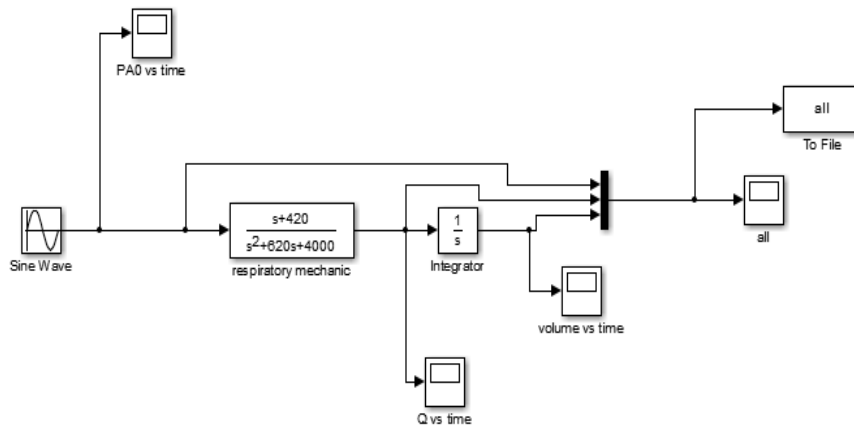 PA0 vs time
all
To File
Sine Wave
s+420
s2+620s+4000
respiratory mechanic
1
s
Integrator
all
volume vs time
Q vs time